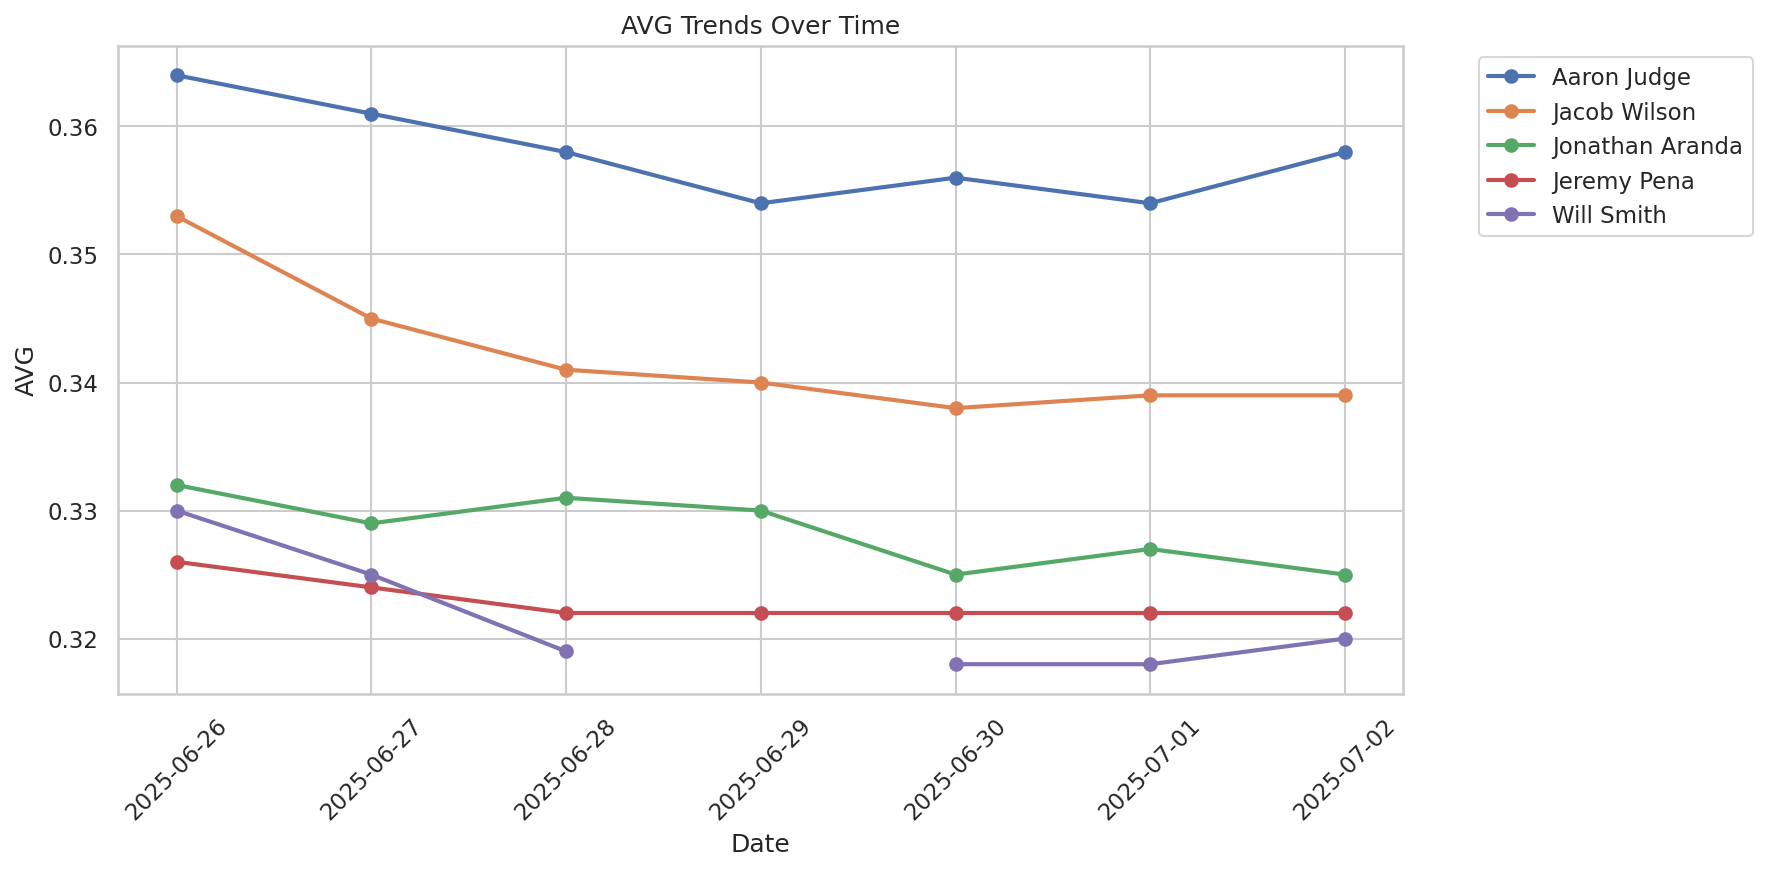 AVG Trends Over Time
Aaron Judge
Jacob Wilson
Jonathan Aranda
Jeremy Pena
Will Smith
AVG
0.36
0.35
0.34
0.33
0.32
2025-06-26
2025-06-27
2025-06-28
2025-06-29
2025-06-30
2025-07-01
2025-07-02
Date